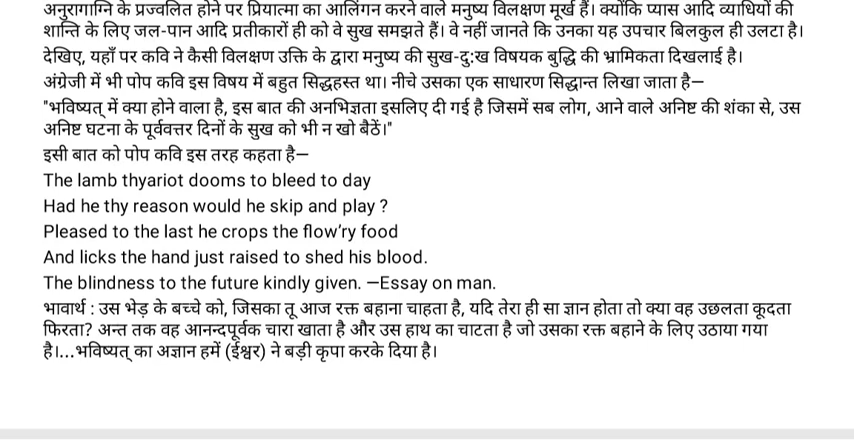 अनुरागाग्नि के प्रज्वलित होने पर प्रियात्मा का आलिंगन करने वाले मनुष्य विलक्षण मूर्ख हैं। क्योंकि प्यास आदि व्याधियों की
शान्ति के लिए जल-पान आदि प्रतीकारों ही को वे सुख समझते हैं। वे नहीं जानते कि उनका यह उपचार बिलकुल ही उलटा है।
देखिए, यहाँ पर कवि ने कैसी विलक्षण उक्ति के द्वारा मनुष्य की सुख-दुःख विषयक बुद्धि की भ्रामिकता दिखलाई है।
अंग्रेजी में भी पोप कवि इस विषय में बहुत सिद्धहस्त था। नीचे उसका एक साधारण सिद्धान्त लिखा जाता है—
"भविष्यत् में क्या होने वाला है, इस बात की अनभिज्ञता इसलिए दी गई है जिसमें सब लोग, आने वाले अनिष्ट की शंका से, उस
अनिष्ट घटना के पूर्ववत्तर दिनों के सुख को भी न खो बैठें।"
इसी बात को पोप कवि इस तरह कहता है—
The lamb thyariot dooms to bleed to day
Had he thy reason would he skip and play ?
Pleased to the last he crops the flow’ry food
And licks the hand just raised to shed his blood.
The blindness to the future kindly given. —Essay on man.
भावार्थ : उस भेड़ के बच्चे को, जिसका तू आज रक्त बहाना चाहता है, यदि तेरा ही सा ज्ञान होता तो क्या वह उछलता कूदता
फिरता? अन्त तक वह आनन्दपूर्वक चारा खाता है और उस हाथ का चाटता है जो उसका रक्त बहाने के लिए उठाया गया
है।...भविष्यत् का अज्ञान हमें (ईश्वर) ने बड़ी कृपा करके दिया है।